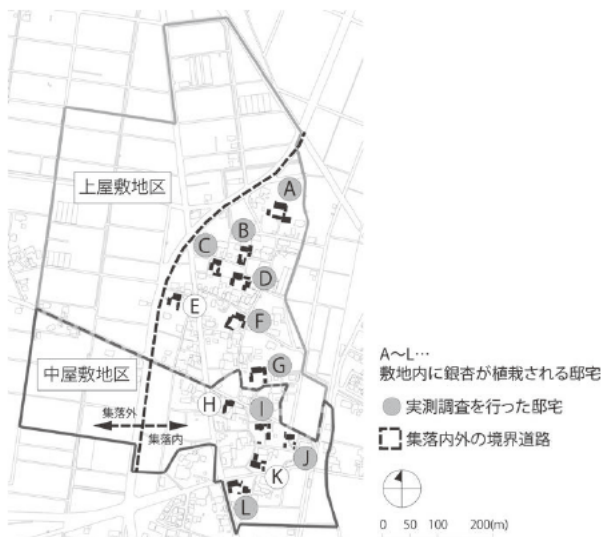 上屋敷地区
A
B
C
D
E
F
中屋敷地区
G
H
I
集落外
集落内
J
K
L
A〜L…
敷地内に銀杏が植栽される邸宅
実測調査を行った邸宅
集落内外の境界道路
0 50 100 200(m)